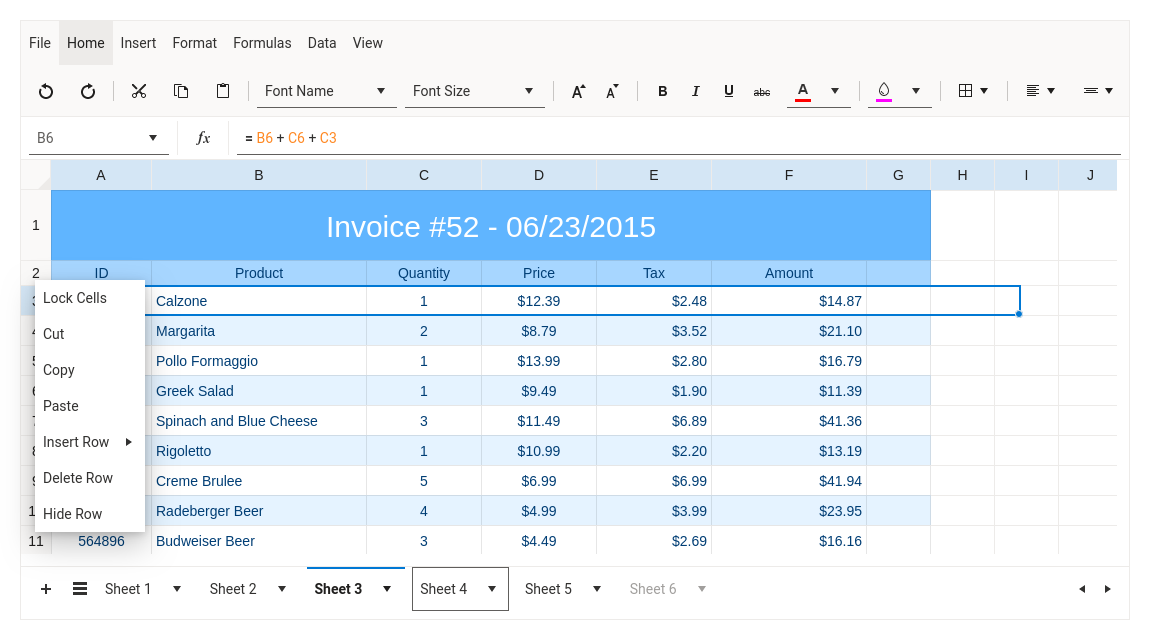 File Home Insert Format Formulas Data View
Font Name Font Size A A B I U abc A
B6 fx = B6 + C6 + C3
A B C D E F G H I J
1 Invoice #52 - 06/23/2015
2 ID Product Quantity Price Tax Amount
Calzone 1 $12.39 $2.48 $14.87
Margarita 2 $8.79 $3.52 $21.10
Pollo Formaggio 1 $13.99 $2.80 $16.79
Greek Salad 1 $9.49 $1.90 $11.39
Spinach and Blue Cheese 3 $11.49 $6.89 $41.36
Rigoletto 1 $10.99 $2.20 $13.19
Creme Brulee 5 $6.99 $6.99 $41.94
Radeberger Beer 4 $4.99 $3.99 $23.95
11 564896 Budweiser Beer 3 $4.49 $2.69 $16.16
Lock Cells
Cut
Copy
Paste
Insert Row
Delete Row
Hide Row
+ Sheet 1 Sheet 2 Sheet 3 Sheet 4 Sheet 5 Sheet 6